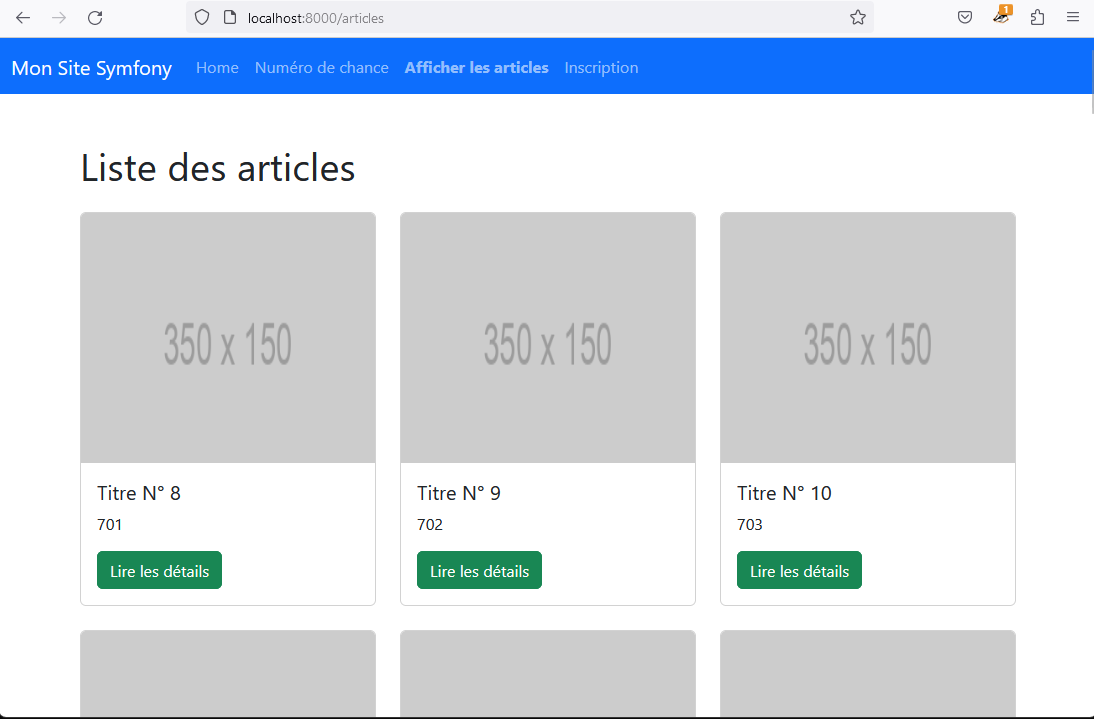 localhost:8000/articles
1
Mon Site Symfony Home Numéro de chance Afficher les articles Inscription
Liste des articles
350 x 150 350 x 150 350 x 150
Titre N° 8 Titre N° 9 Titre N° 10
701 702 703
Lire les détails Lire les détails Lire les détails